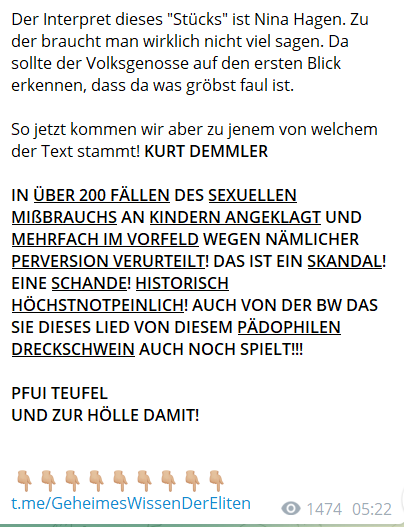 Der Interpret dieses "Stücks" ist Nina Hagen. Zu
der braucht man wirklich nicht viel sagen. Da
sollte der Volksgenosse auf den ersten Blick
erkennen, dass da was gröbst faul ist.
So jetzt kommen wir aber zu jenem von welchem
der Text stammt! KURT DEMMLER
IN ÜBER 200 FÄLLEN DES SEXUELLEN
MIßBRAUCHS AN KINDERN ANGEKLAGT UND
MEHRFACH IM VORFELD WEGEN NÄMLICHER
PERVERSION VERURTEILT! DAS IST EIN SKANDAL!
EINE SCHANDE! HISTORISCH
HÖCHSTNOTPEINLICH! AUCH VON DER BW DAS
SIE DIESES LIED VON DIESEM PÄDOPHILEN
DRECKSCHWEIN AUCH NOCH SPIELT!!!
PFUI TEUFEL
UND ZUR HÖLLE DAMIT!
👇🏼👇🏼👇🏼👇🏼👇🏼👇🏼👇🏼👇🏼👇🏼
t.me/GeheimesWissenDerEliten
1474 05:22